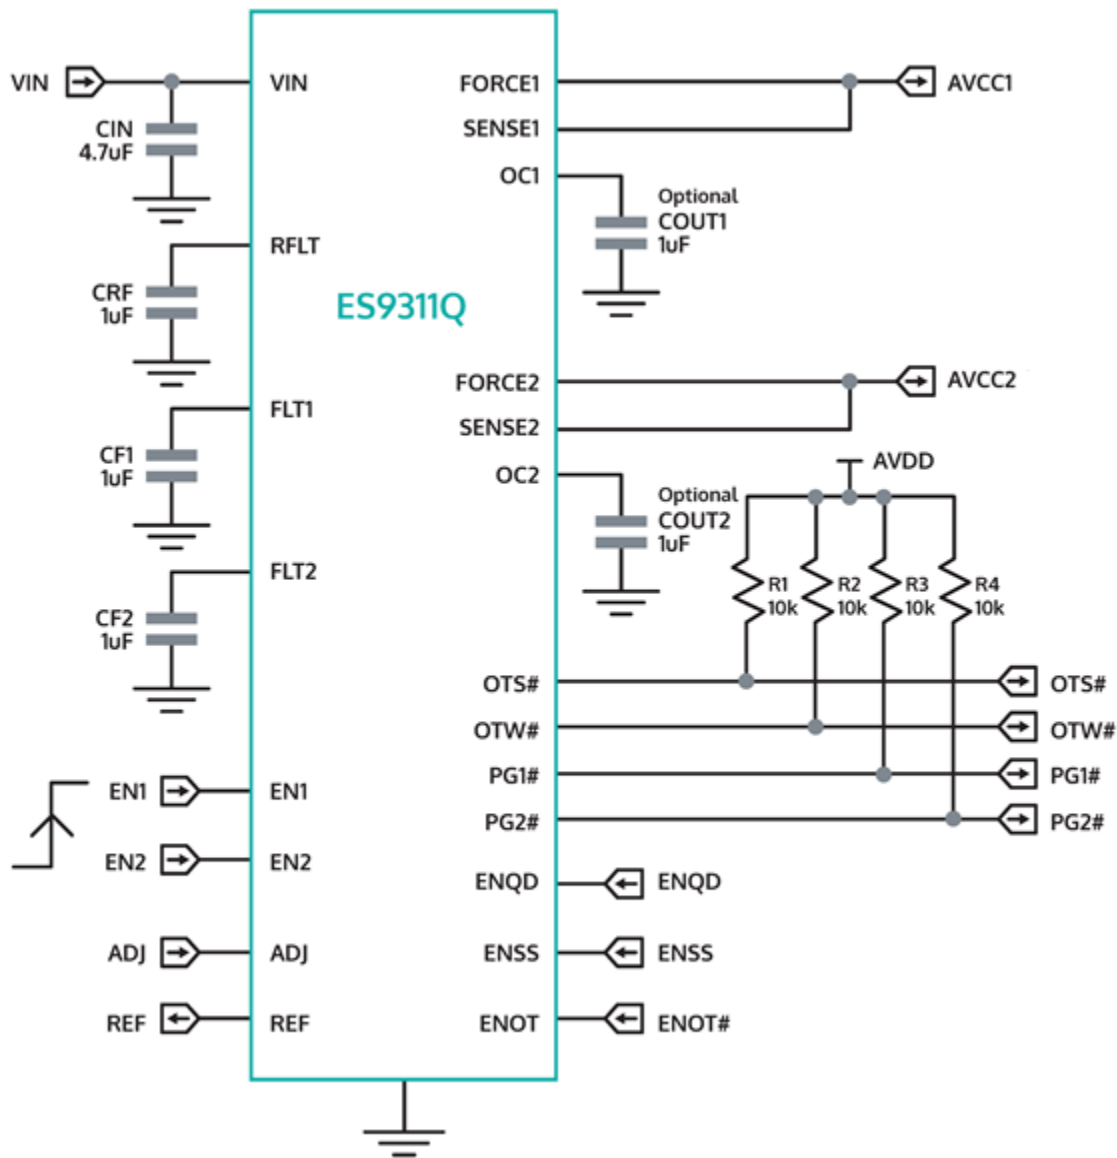 VIN
CIN
4.7uF
CRF
1uF
CF1
1uF
CF2
1uF
EN1
EN2
ADJ
REF
VIN
RFLT
FLT1
FLT2
EN1
EN2
ADJ
REF
ES9311Q
FORCE1
SENSE1
OC1
FORCE2
SENSE2
OC2
OTS#
OTW#
PG1#
PG2#
ENQD
ENSS
ENOT
AVCC1
Optional
COUT1
1uF
AVCC2
AVDD
Optional
COUT2
1uF
R1
10k
R2
10k
R3
10k
R4
10k
OTS#
OTW#
PG1#
PG2#
ENQD
ENSS
ENOT#